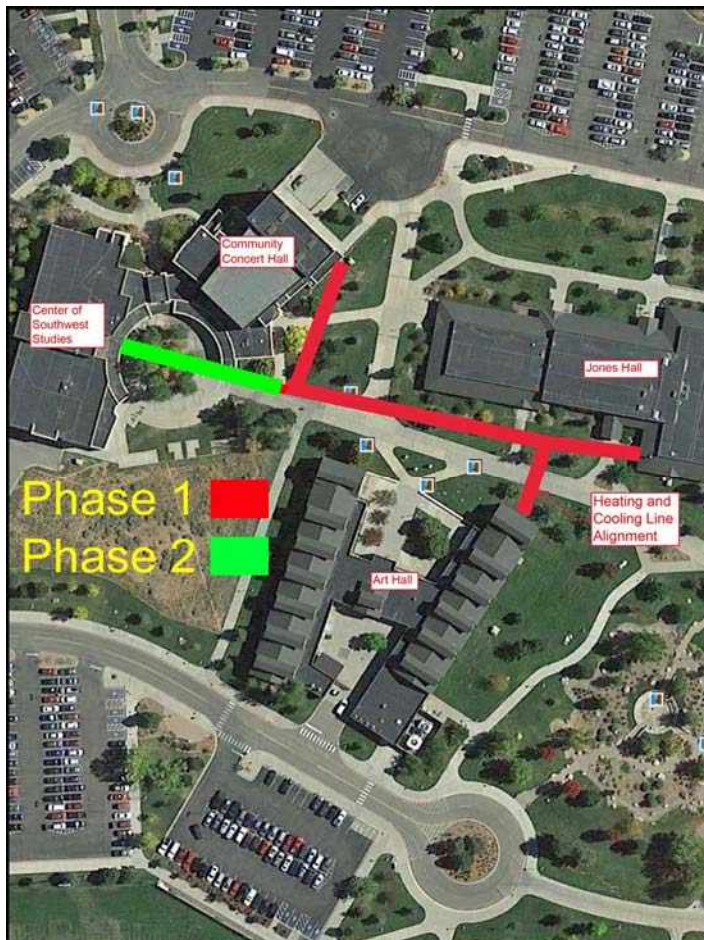 Community
Concert Hall
Center of
Southwest
Studies
Jones Hall
Phase 1
Phase 2
Heating and
Cooling Line
Alignment
Art Hall